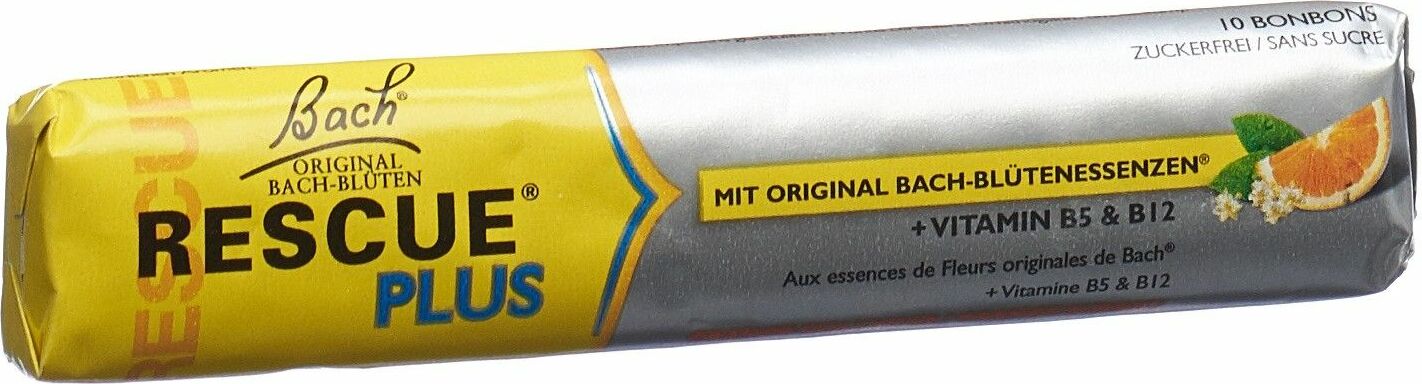 RESCUE
Bach®
ORIGINAL
BACH-BLÜTEN
RESCUE®
PLUS
10 BONBONS
ZUCKERFREI / SANS SUCRE
MIT ORIGINAL BACH-BLÜTENESSENZEN®
+VITAMIN B5 & B12
Aux essences de Fleurs originales de Bach®
+Vitamine B5 & B12